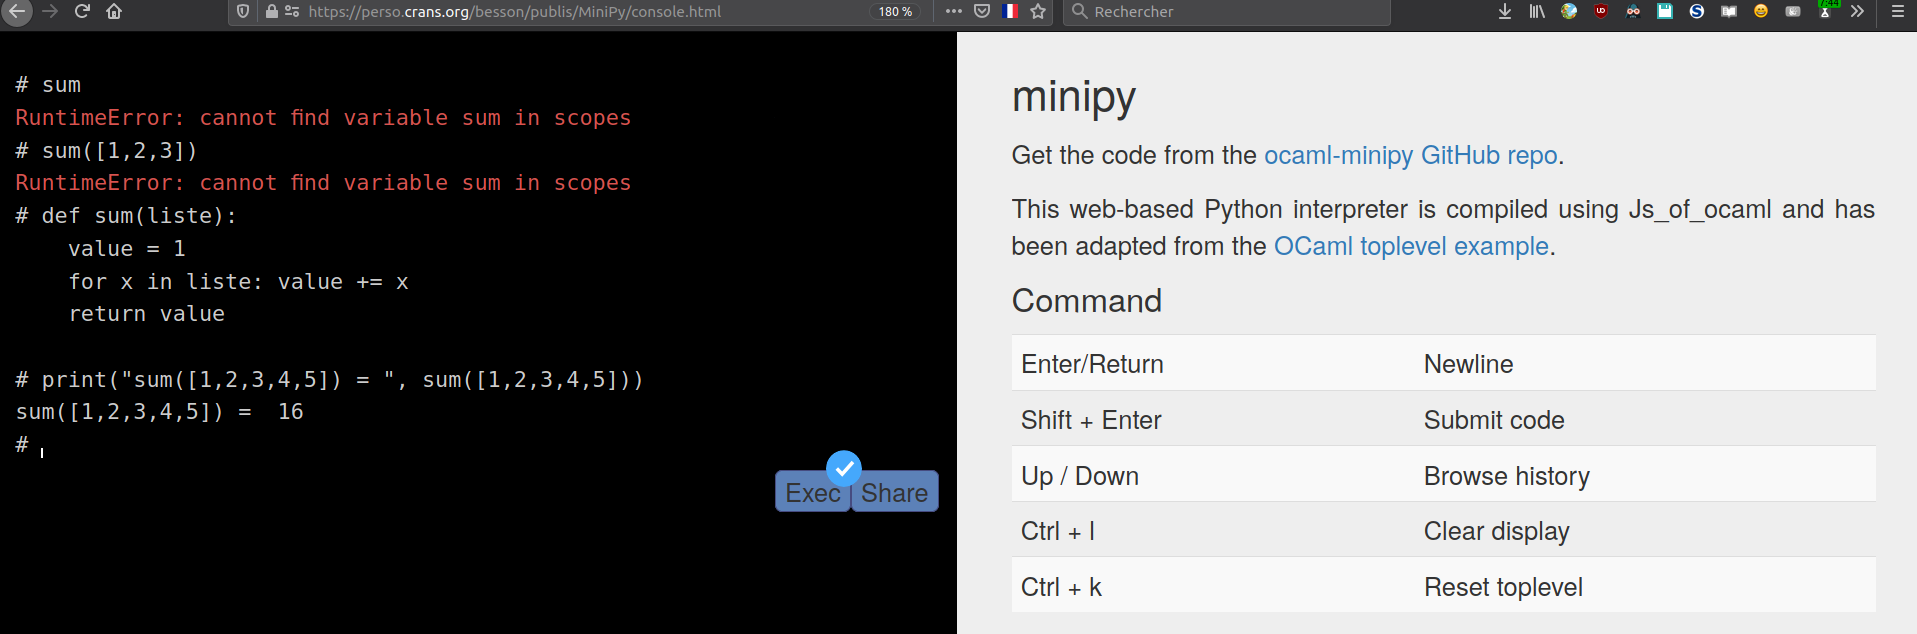 https://perso.crans.org/besson/publis/MiniPy/console.html
180 %
Rechercher
7:44
# sum
RuntimeError: cannot find variable sum in scopes
# sum([1,2,3])
RuntimeError: cannot find variable sum in scopes
# def sum(liste):
    value = 1
    for x in liste: value += x
    return value
# print("sum([1,2,3,4,5]) = ", sum([1,2,3,4,5]))
sum([1,2,3,4,5]) =  16
#
Exec Share
minipy
Get the code from the ocaml-minipy GitHub repo.
This web-based Python interpreter is compiled using Js_of_ocaml and has
been adapted from the OCaml toplevel example.
Command
Enter/Return Newline
Shift + Enter Submit code
Up / Down Browse history
Ctrl + l Clear display
Ctrl + k Reset toplevel